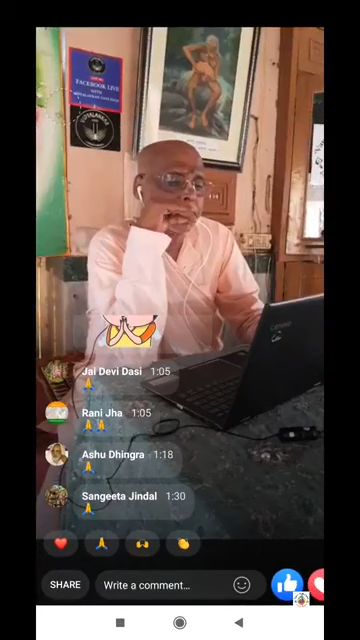 FACEBOOK LIVE
Lenovo
Jai Devi Dasi 1:05
🙏
Rani Jha 1:05
🙏🙏
Ashu Dhingra 1:18
🙏
Sangeeta Jindal 1:30
🙏
SHARE
Write a comment...